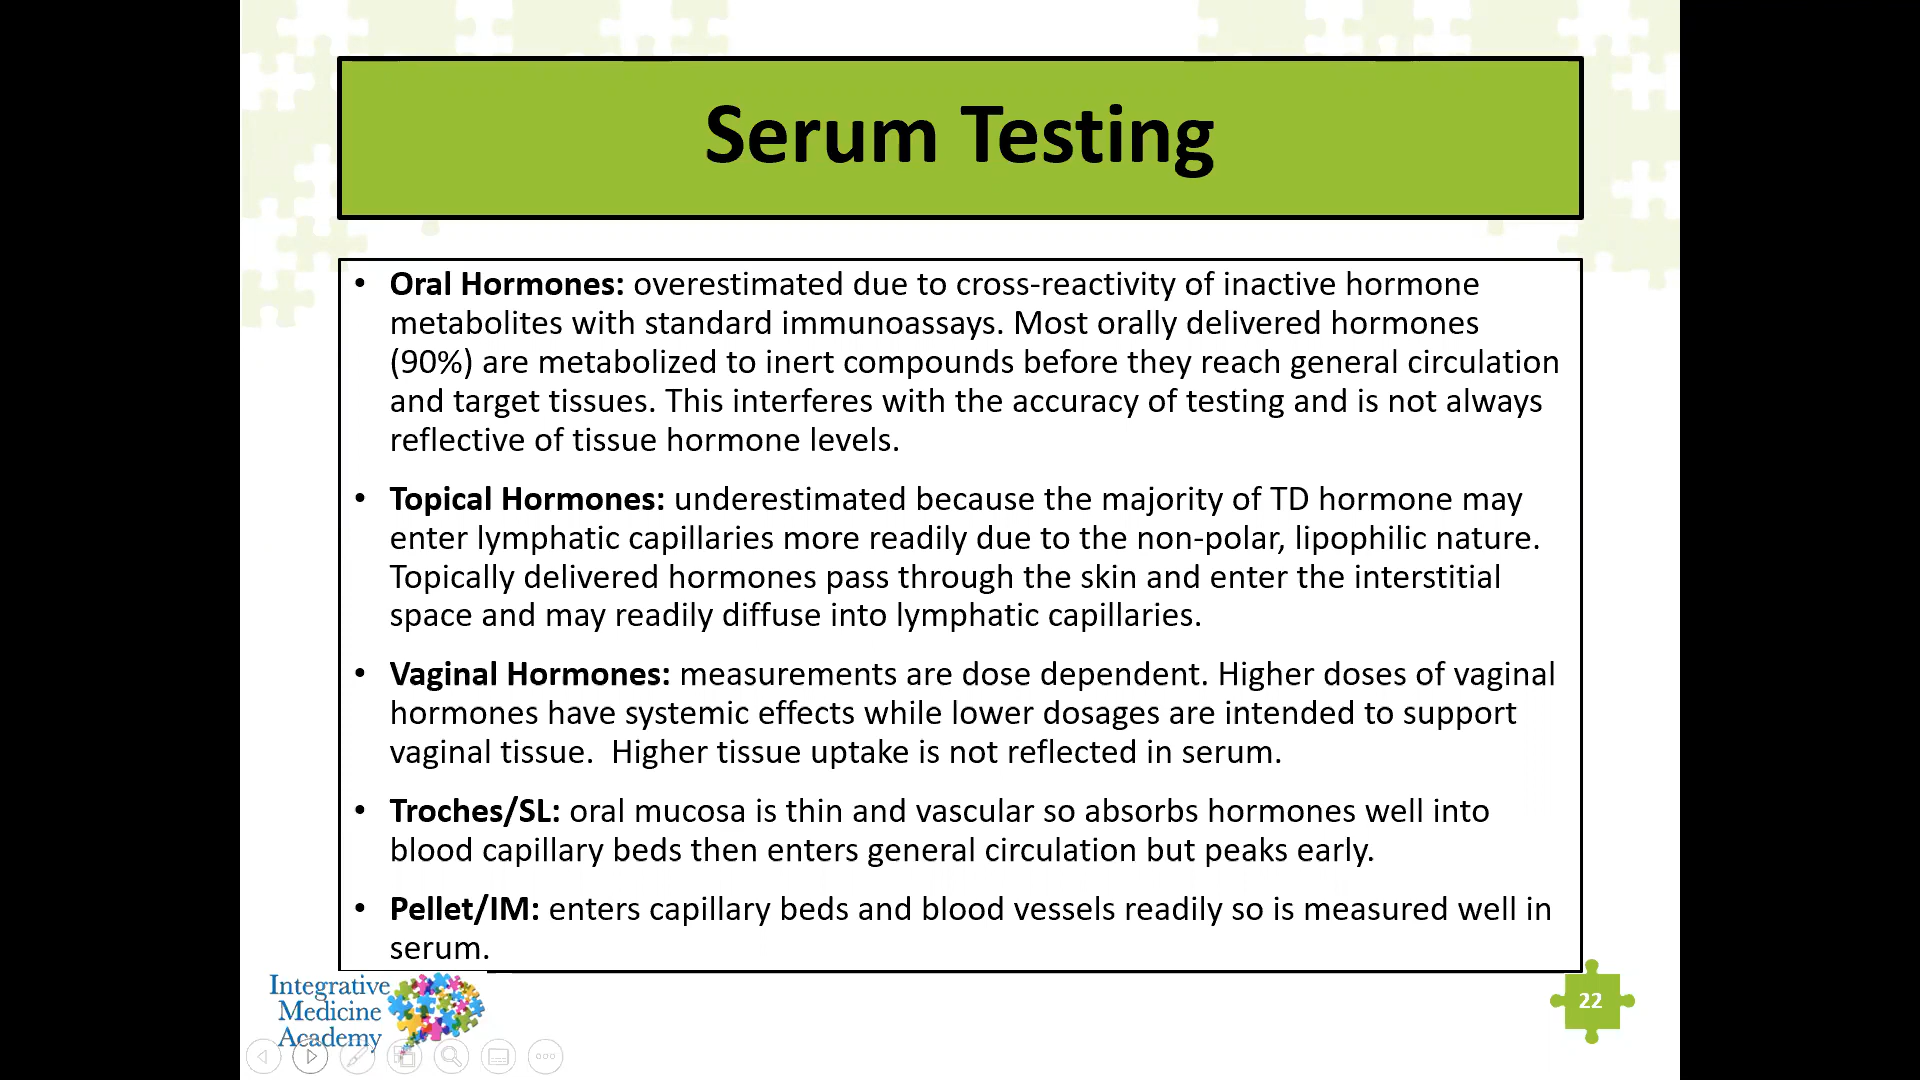 Serum Testing
• Oral Hormones: overestimated due to cross-reactivity of inactive hormone
metabolites with standard immunoassays. Most orally delivered hormones
(90%) are metabolized to inert compounds before they reach general circulation
and target tissues. This interferes with the accuracy of testing and is not always
reflective of tissue hormone levels.
• Topical Hormones: underestimated because the majority of TD hormone may
enter lymphatic capillaries more readily due to the non-polar, lipophilic nature.
Topically delivered hormones pass through the skin and enter the interstitial
space and may readily diffuse into lymphatic capillaries.
• Vaginal Hormones: measurements are dose dependent. Higher doses of vaginal
hormones have systemic effects while lower dosages are intended to support
vaginal tissue.  Higher tissue uptake is not reflected in serum.
• Troches/SL: oral mucosa is thin and vascular so absorbs hormones well into
blood capillary beds then enters general circulation but peaks early.
• Pellet/IM: enters capillary beds and blood vessels readily so is measured well in
serum.
Integrative
Medicine
Academy
22